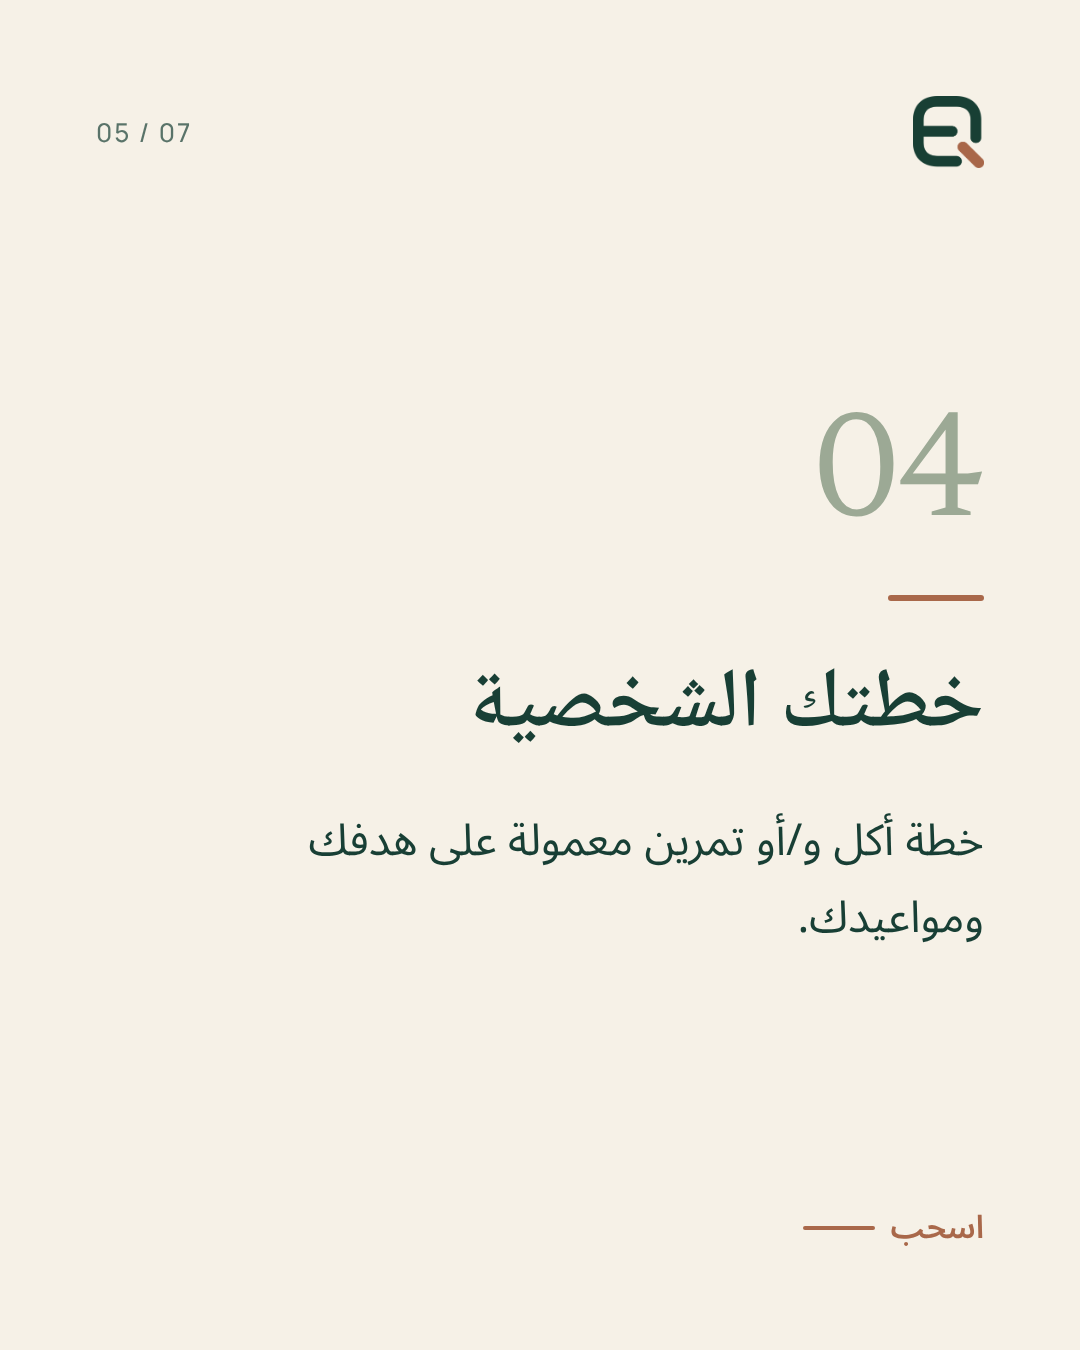 05 / 07
04
خطتك الشخصية
خطة أكل و/أو تمرين معمولة على هدفك
ومواعيدك.
اسحب